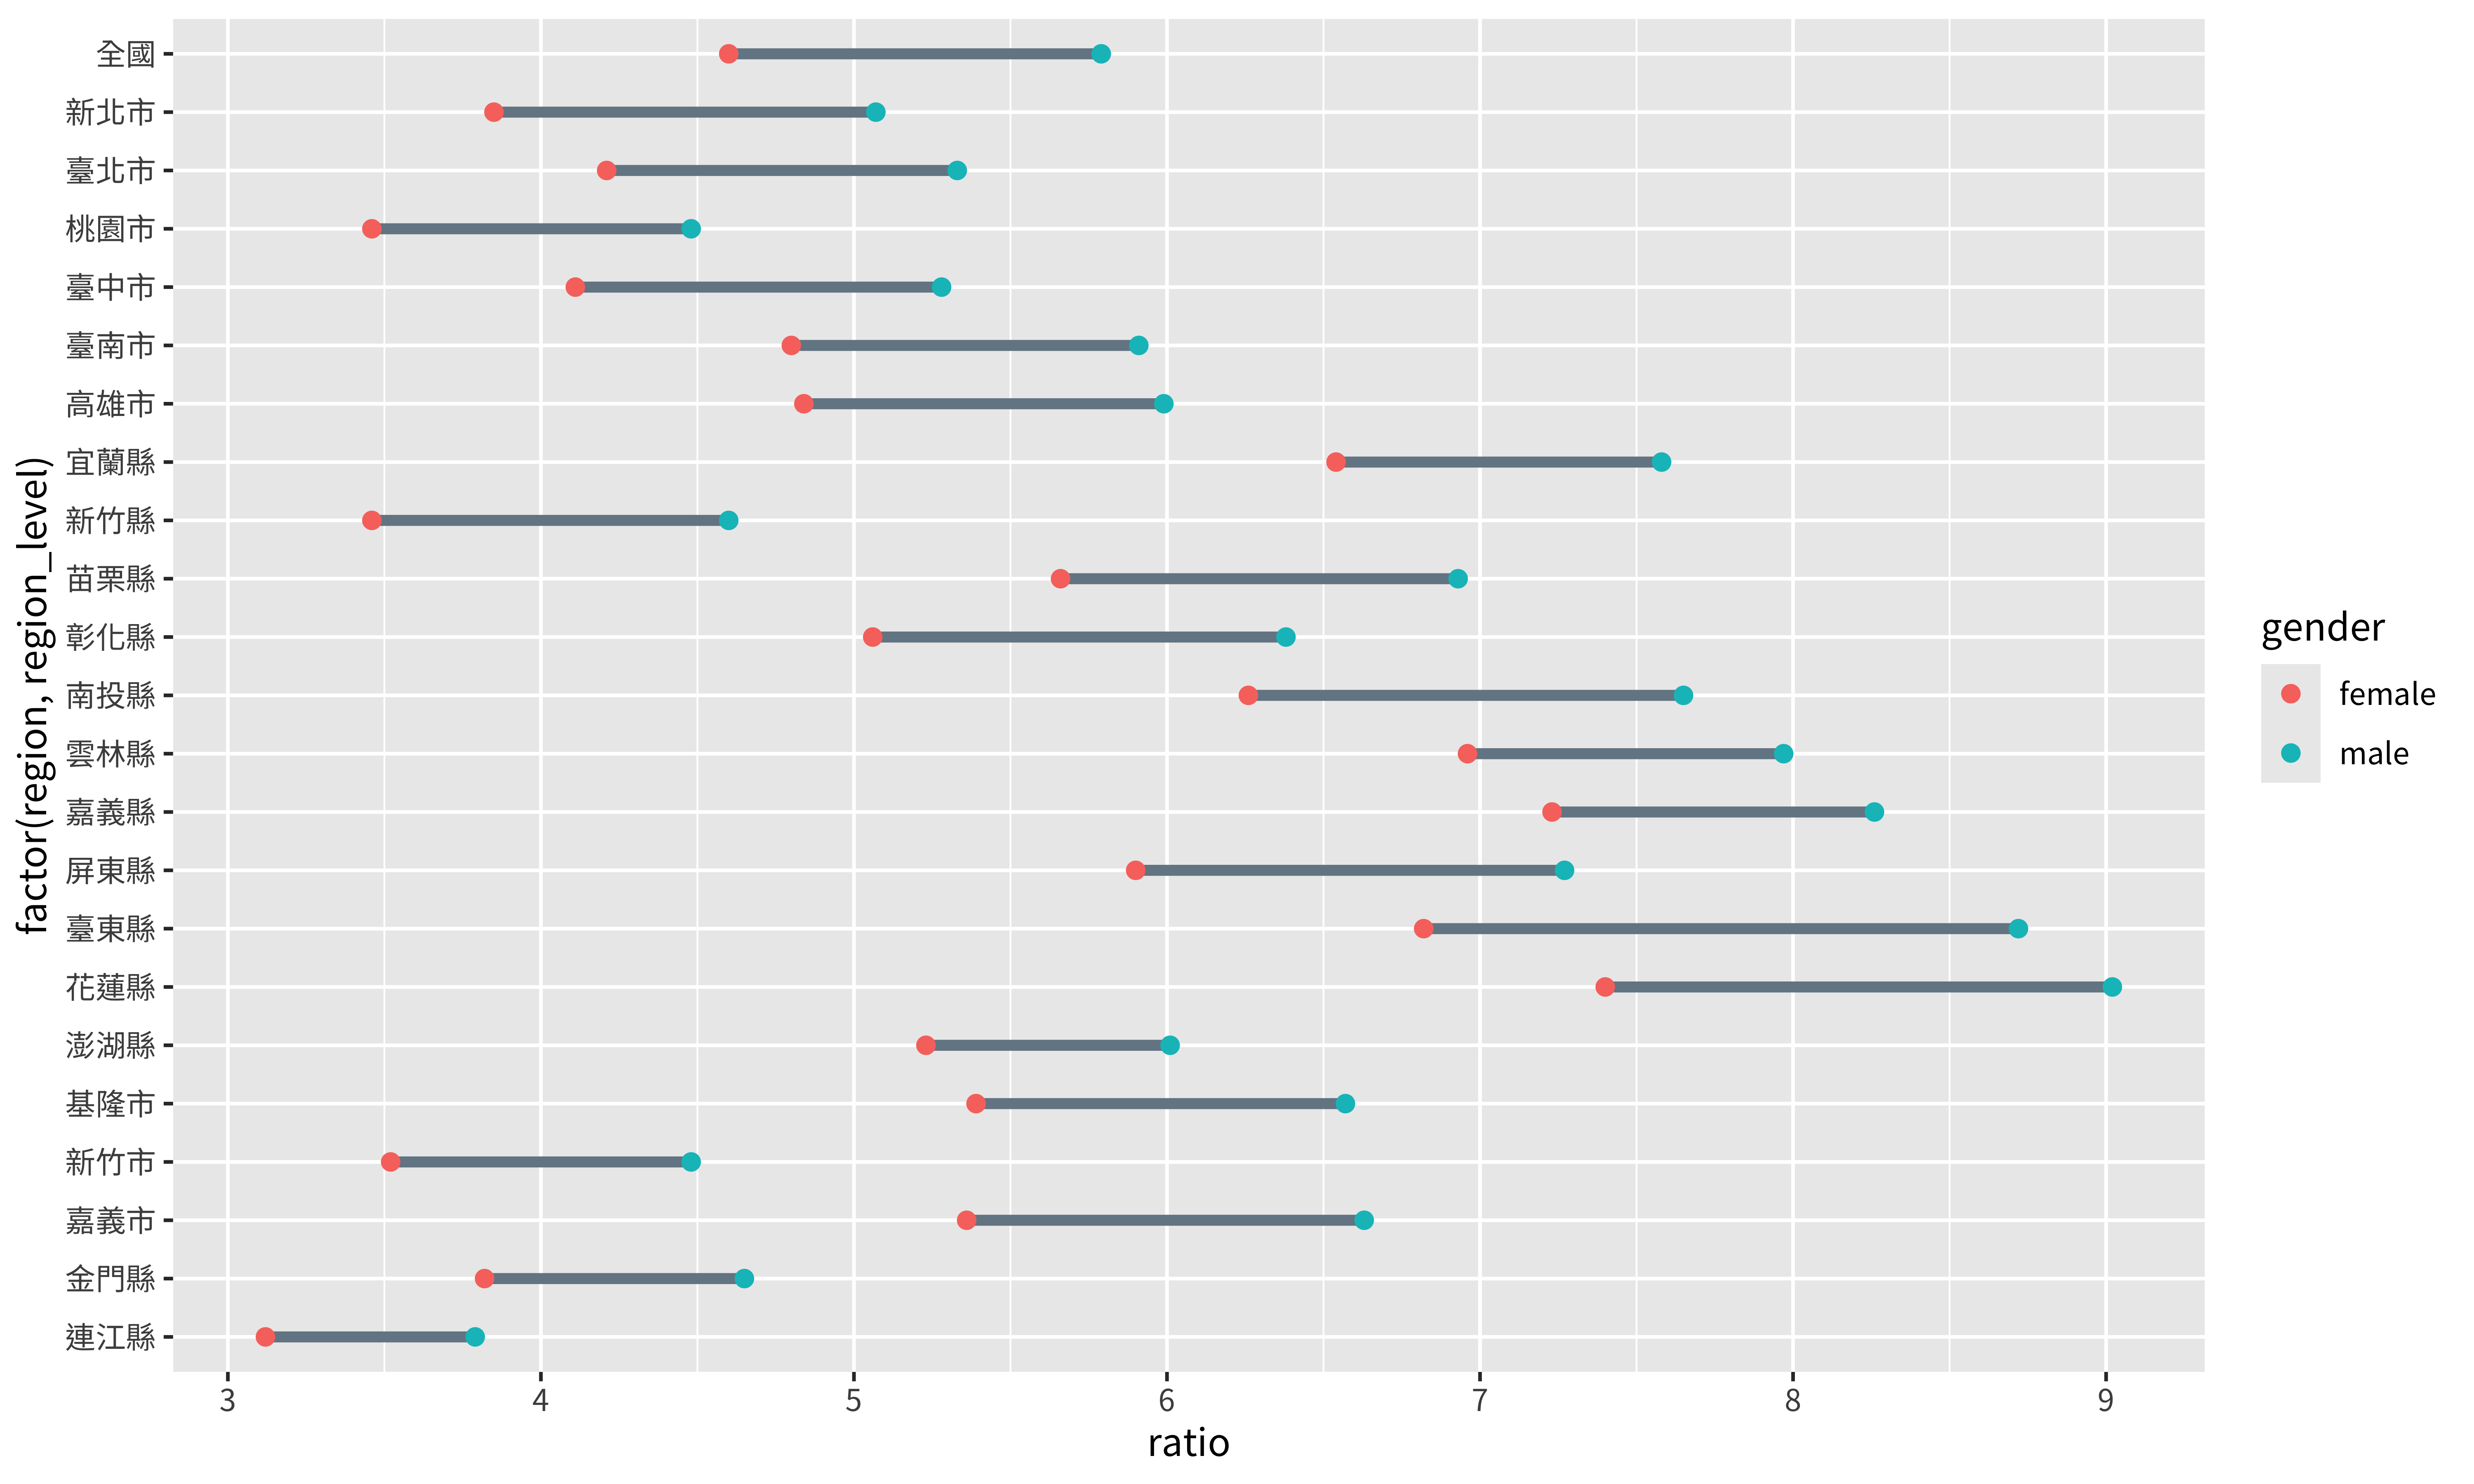 全國
新北市
臺北市
桃園市
臺中市
臺南市
高雄市
宜蘭縣
新竹縣
苗栗縣
彰化縣
南投縣
雲林縣
嘉義縣
屏東縣
臺東縣
花蓮縣
澎湖縣
基隆市
新竹市
嘉義市
金門縣
連江縣
factor(region, region_level)
3 4 5 6 7 8 9
ratio
gender
female
male